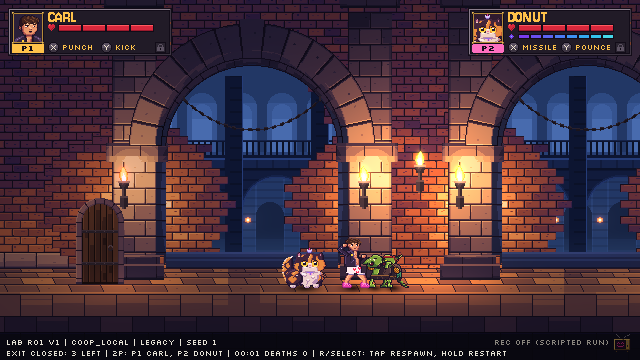 CARL
P1
X PUNCH Y KICK
DONUT
P2
X MISSILE Y POUNCE
LAB R01 V1 | COOP_LOCAL | LEGACY | SEED 1
REC OFF (SCRIPTED RUN)
EXIT CLOSED: 3 LEFT | 2P: P1 CARL, P2 DONUT | 00:01 DEATHS 0 | R/SELECT: TAP RESPAWN, HOLD RESTART